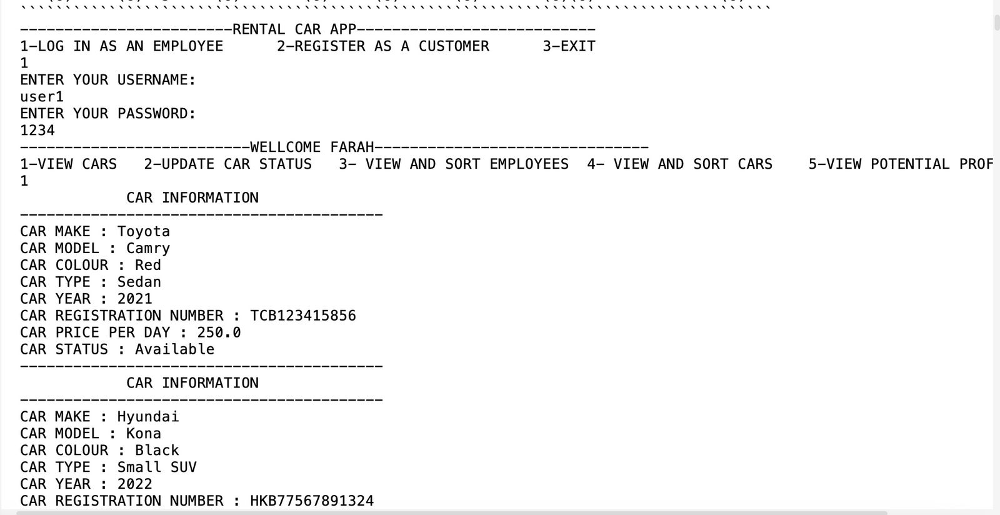 ------------------------RENTAL CAR APP---------------------------
1-LOG IN AS AN EMPLOYEE      2-REGISTER AS A CUSTOMER      3-EXIT
1
ENTER YOUR USERNAME:
user1
ENTER YOUR PASSWORD:
1234
--------------------------WELLCOME FARAH-------------------------------
1-VIEW CARS   2-UPDATE CAR STATUS   3- VIEW AND SORT EMPLOYEES  4- VIEW AND SORT CARS    5-VIEW POTENTIAL PROF
1
            CAR INFORMATION
-----------------------------------------
CAR MAKE : Toyota
CAR MODEL : Camry
CAR COLOUR : Red
CAR TYPE : Sedan
CAR YEAR : 2021
CAR REGISTRATION NUMBER : TCB123415856
CAR PRICE PER DAY : 250.0
CAR STATUS : Available
-----------------------------------------
            CAR INFORMATION
-----------------------------------------
CAR MAKE : Hyundai
CAR MODEL : Kona
CAR COLOUR : Black
CAR TYPE : Small SUV
CAR YEAR : 2022
CAR REGISTRATION NUMBER : HKB77567891324